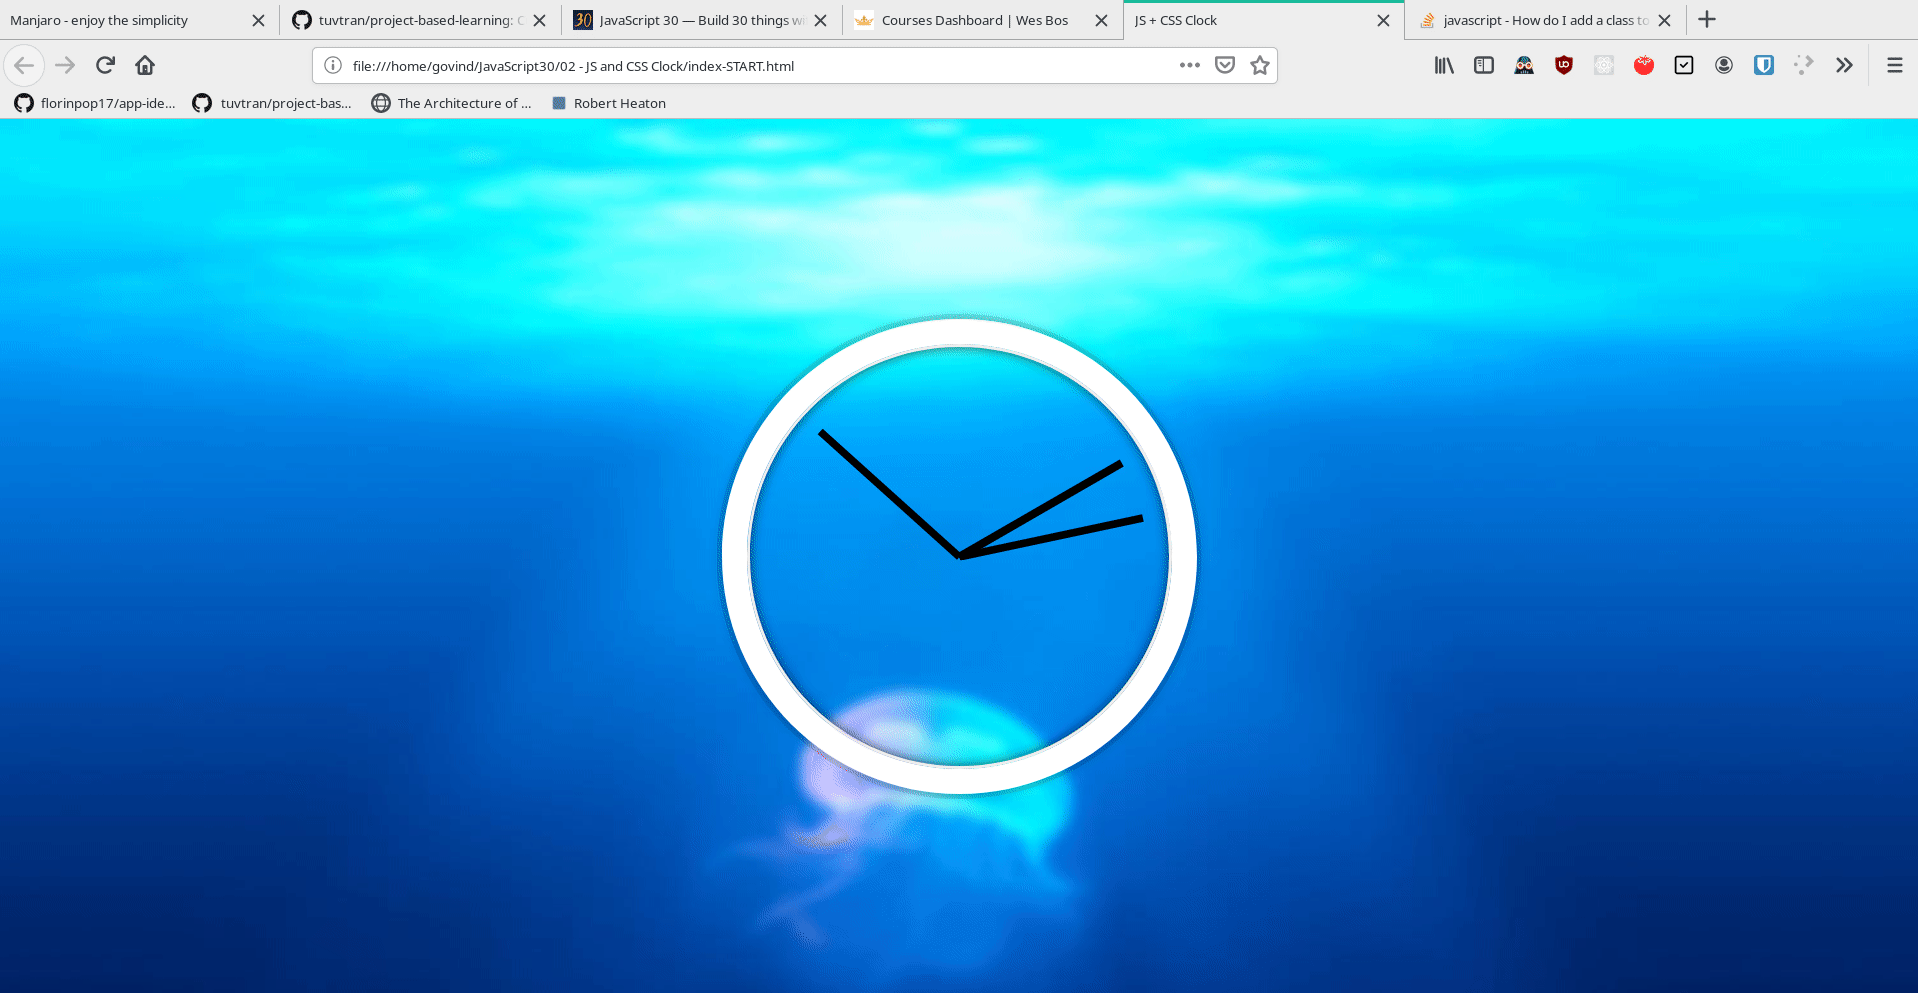 Manjaro - enjoy the simplicity
tuvtran/project-based-learning: C
30 JavaScript 30 — Build 30 things wi
Courses Dashboard | Wes Bos
JS + CSS Clock
javascript - How do I add a class to
file:///home/govind/JavaScript30/02 - JS and CSS Clock/index-START.html
florinpop17/app-ide...
tuvtran/project-bas...
The Architecture of ...
Robert Heaton